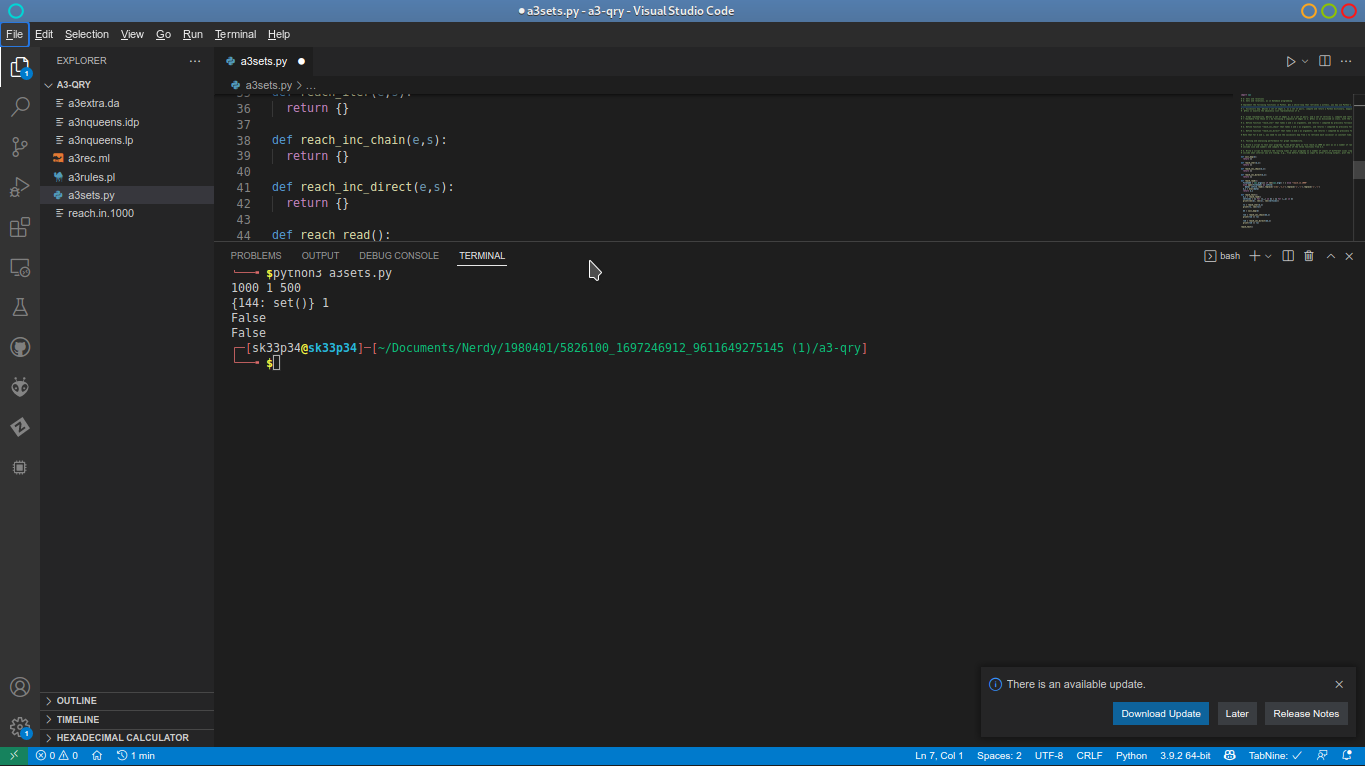 ● a3sets.py - a3-qry - Visual Studio Code
File Edit Selection View Go Run Terminal Help
1
EXPLORER ···
A3-QRY
a3extra.da
a3nqueens.idp
a3nqueens.lp
a3rec.ml
a3rules.pl
a3sets.py
reach.in.1000
OUTLINE
TIMELINE
HEXADECIMAL CALCULATOR
1
a3sets.py ●
a3sets.py > ...
35 def reach_iter(e,s):
36 return {}
37
38 def reach_inc_chain(e,s):
39 return {}
40
41 def reach_inc_direct(e,s):
42 return {}
43
44 def reach_read():
PROBLEMS OUTPUT DEBUG CONSOLE TERMINAL
bash
$python3 a3sets.py
1000 1 500
{144: set()} 1
False
False
[sk33p34@sk33p34]─[~/Documents/Nerdy/1980401/5826100_1697246912_9611649275145 (1)/a3-qry]
$
There is an available update.
Download Update Later Release Notes
0 0 1 min Ln 7, Col 1 Spaces: 2 UTF-8 CRLF Python 3.9.2 64-bit TabNine: ✓